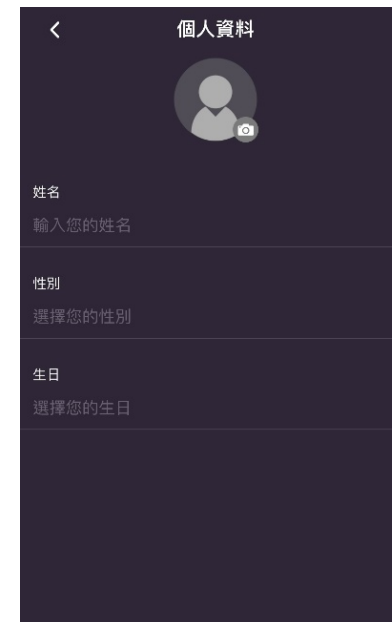 個人資料
姓名
輸入您的姓名
性別
選擇您的性別
生日
選擇您的生日